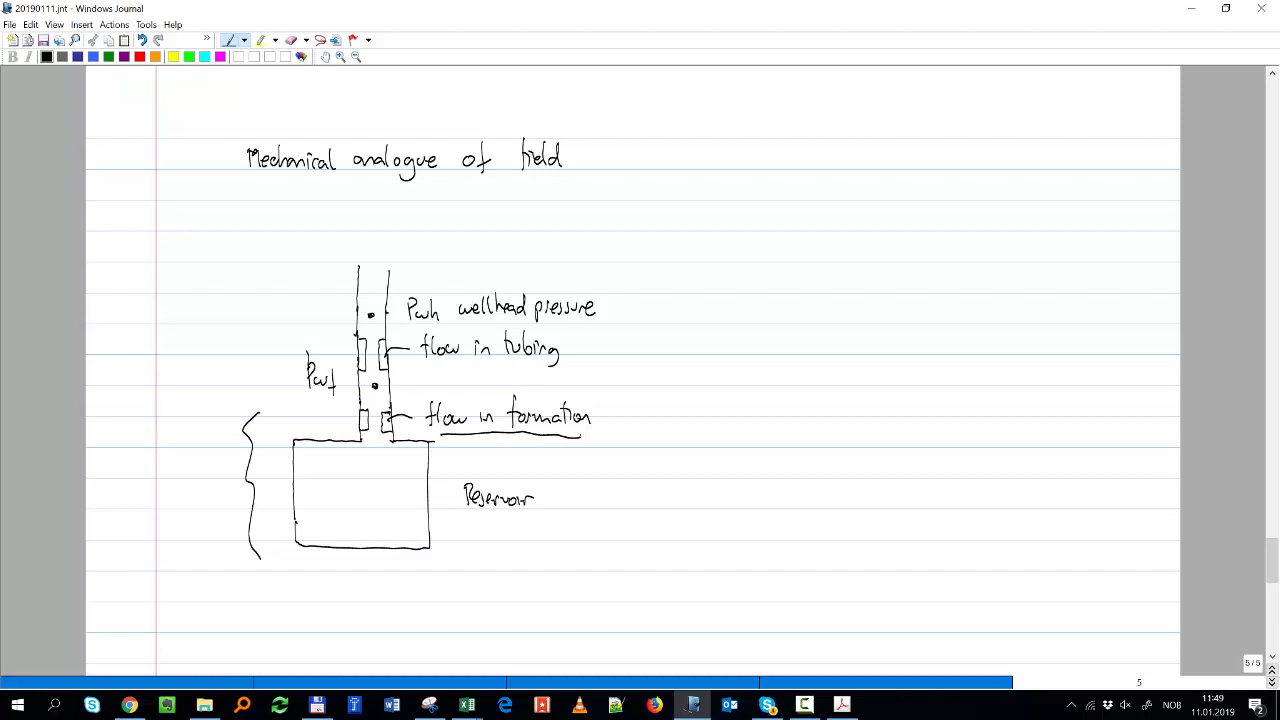 20190111.jnt - Windows Journal
File Edit View Insert Actions Tools Help
B I
Mechanical analogue of field
Pwh wellhead pressure
flow in tubing
Pwf
flow in formation
Reservoir
5/5
5
11:49
NOB
11.01.2019
2